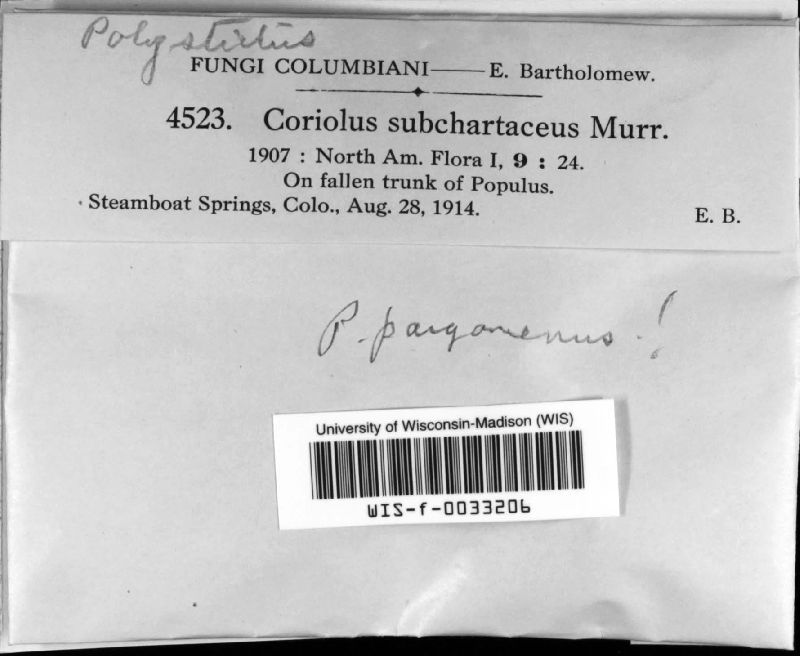 Polystictus
FUNGI COLUMBIANI—— E. Bartholomew.
4523. Coriolus subchartaceus Murr.
1907 : North Am. Flora I, 9 : 24.
On fallen trunk of Populus.
Steamboat Springs, Colo., Aug. 28, 1914.
E. B.
P. pargamenus !
University of Wisconsin-Madison (WIS)
WIS-f-0033206